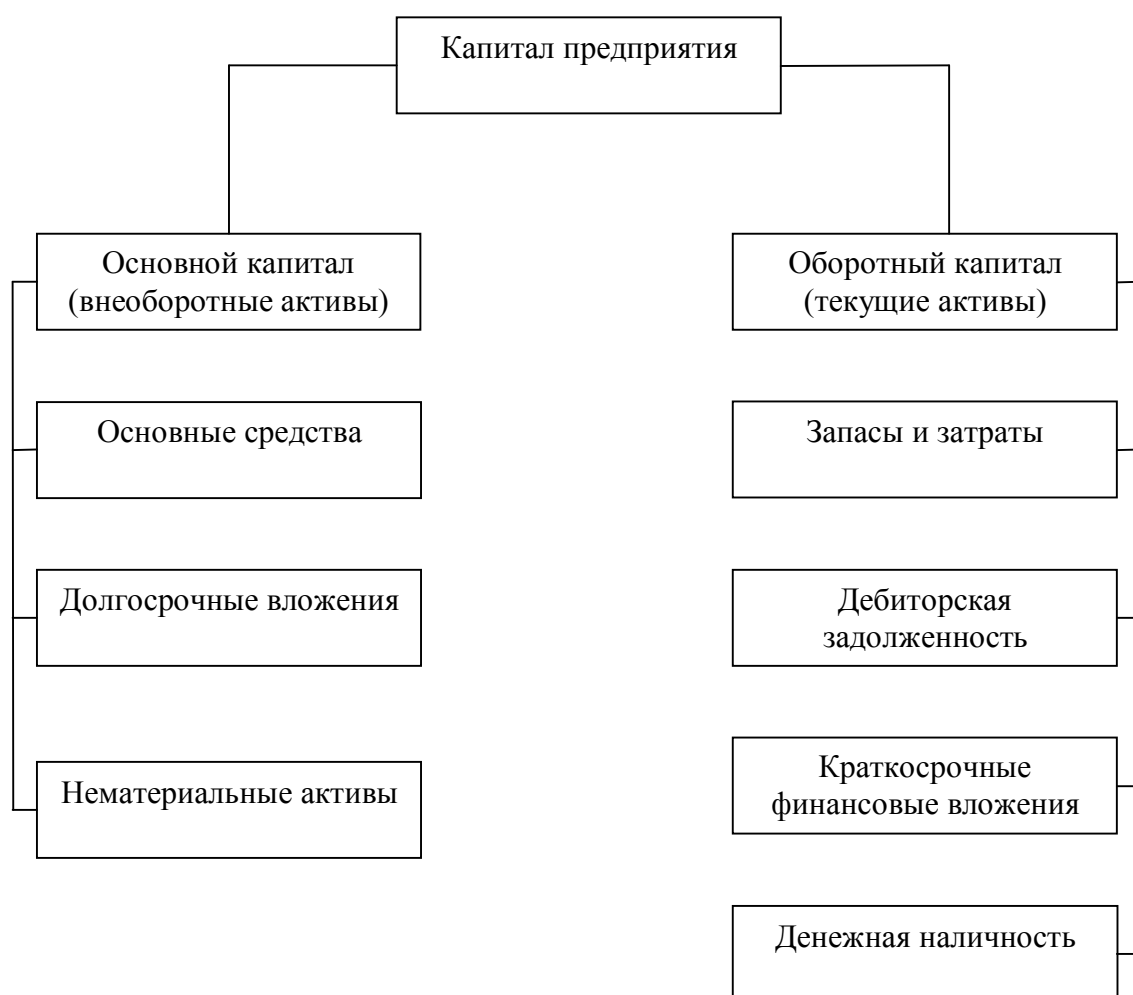 Капитал предприятия
Основной капитал
(внеоборотные активы)
Оборотный капитал
(текущие активы)
Основные средства
Запасы и затраты
Долгосрочные вложения
Дебиторская
задолженность
Нематериальные активы
Краткосрочные
финансовые вложения
Денежная наличность